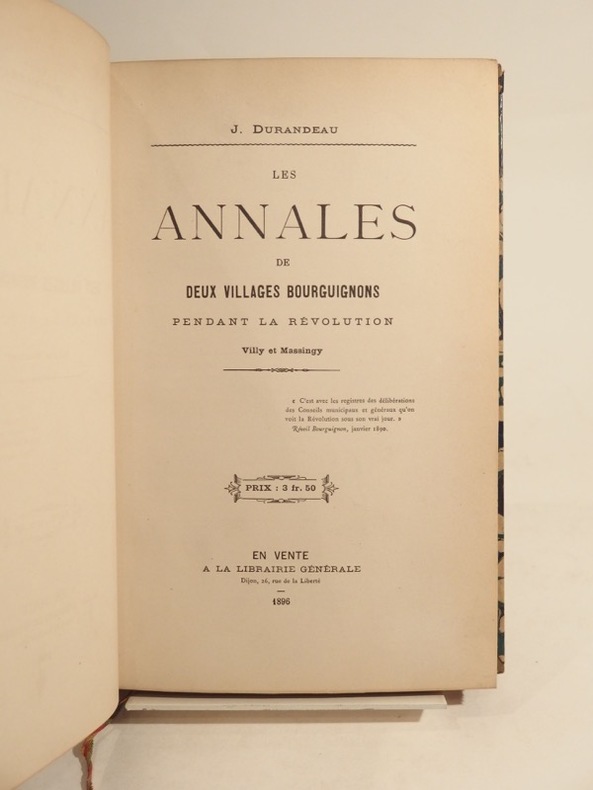 J. DURANDEAU
LES
ANNALES
DE
DEUX VILLAGES BOURGUIGNONS
PENDANT LA RÉVOLUTION
Villy et Massingy
« C'est avec les registres des délibérations
des Conseils municipaux et généraux qu'on
voit la Révolution sous son vrai jour. »
Réveil Bourguignon, janvier 1890.
PRIX : 3 fr. 50
EN VENTE
A LA LIBRAIRIE GÉNÉRALE
Dijon, 26, rue de la Liberté
1896